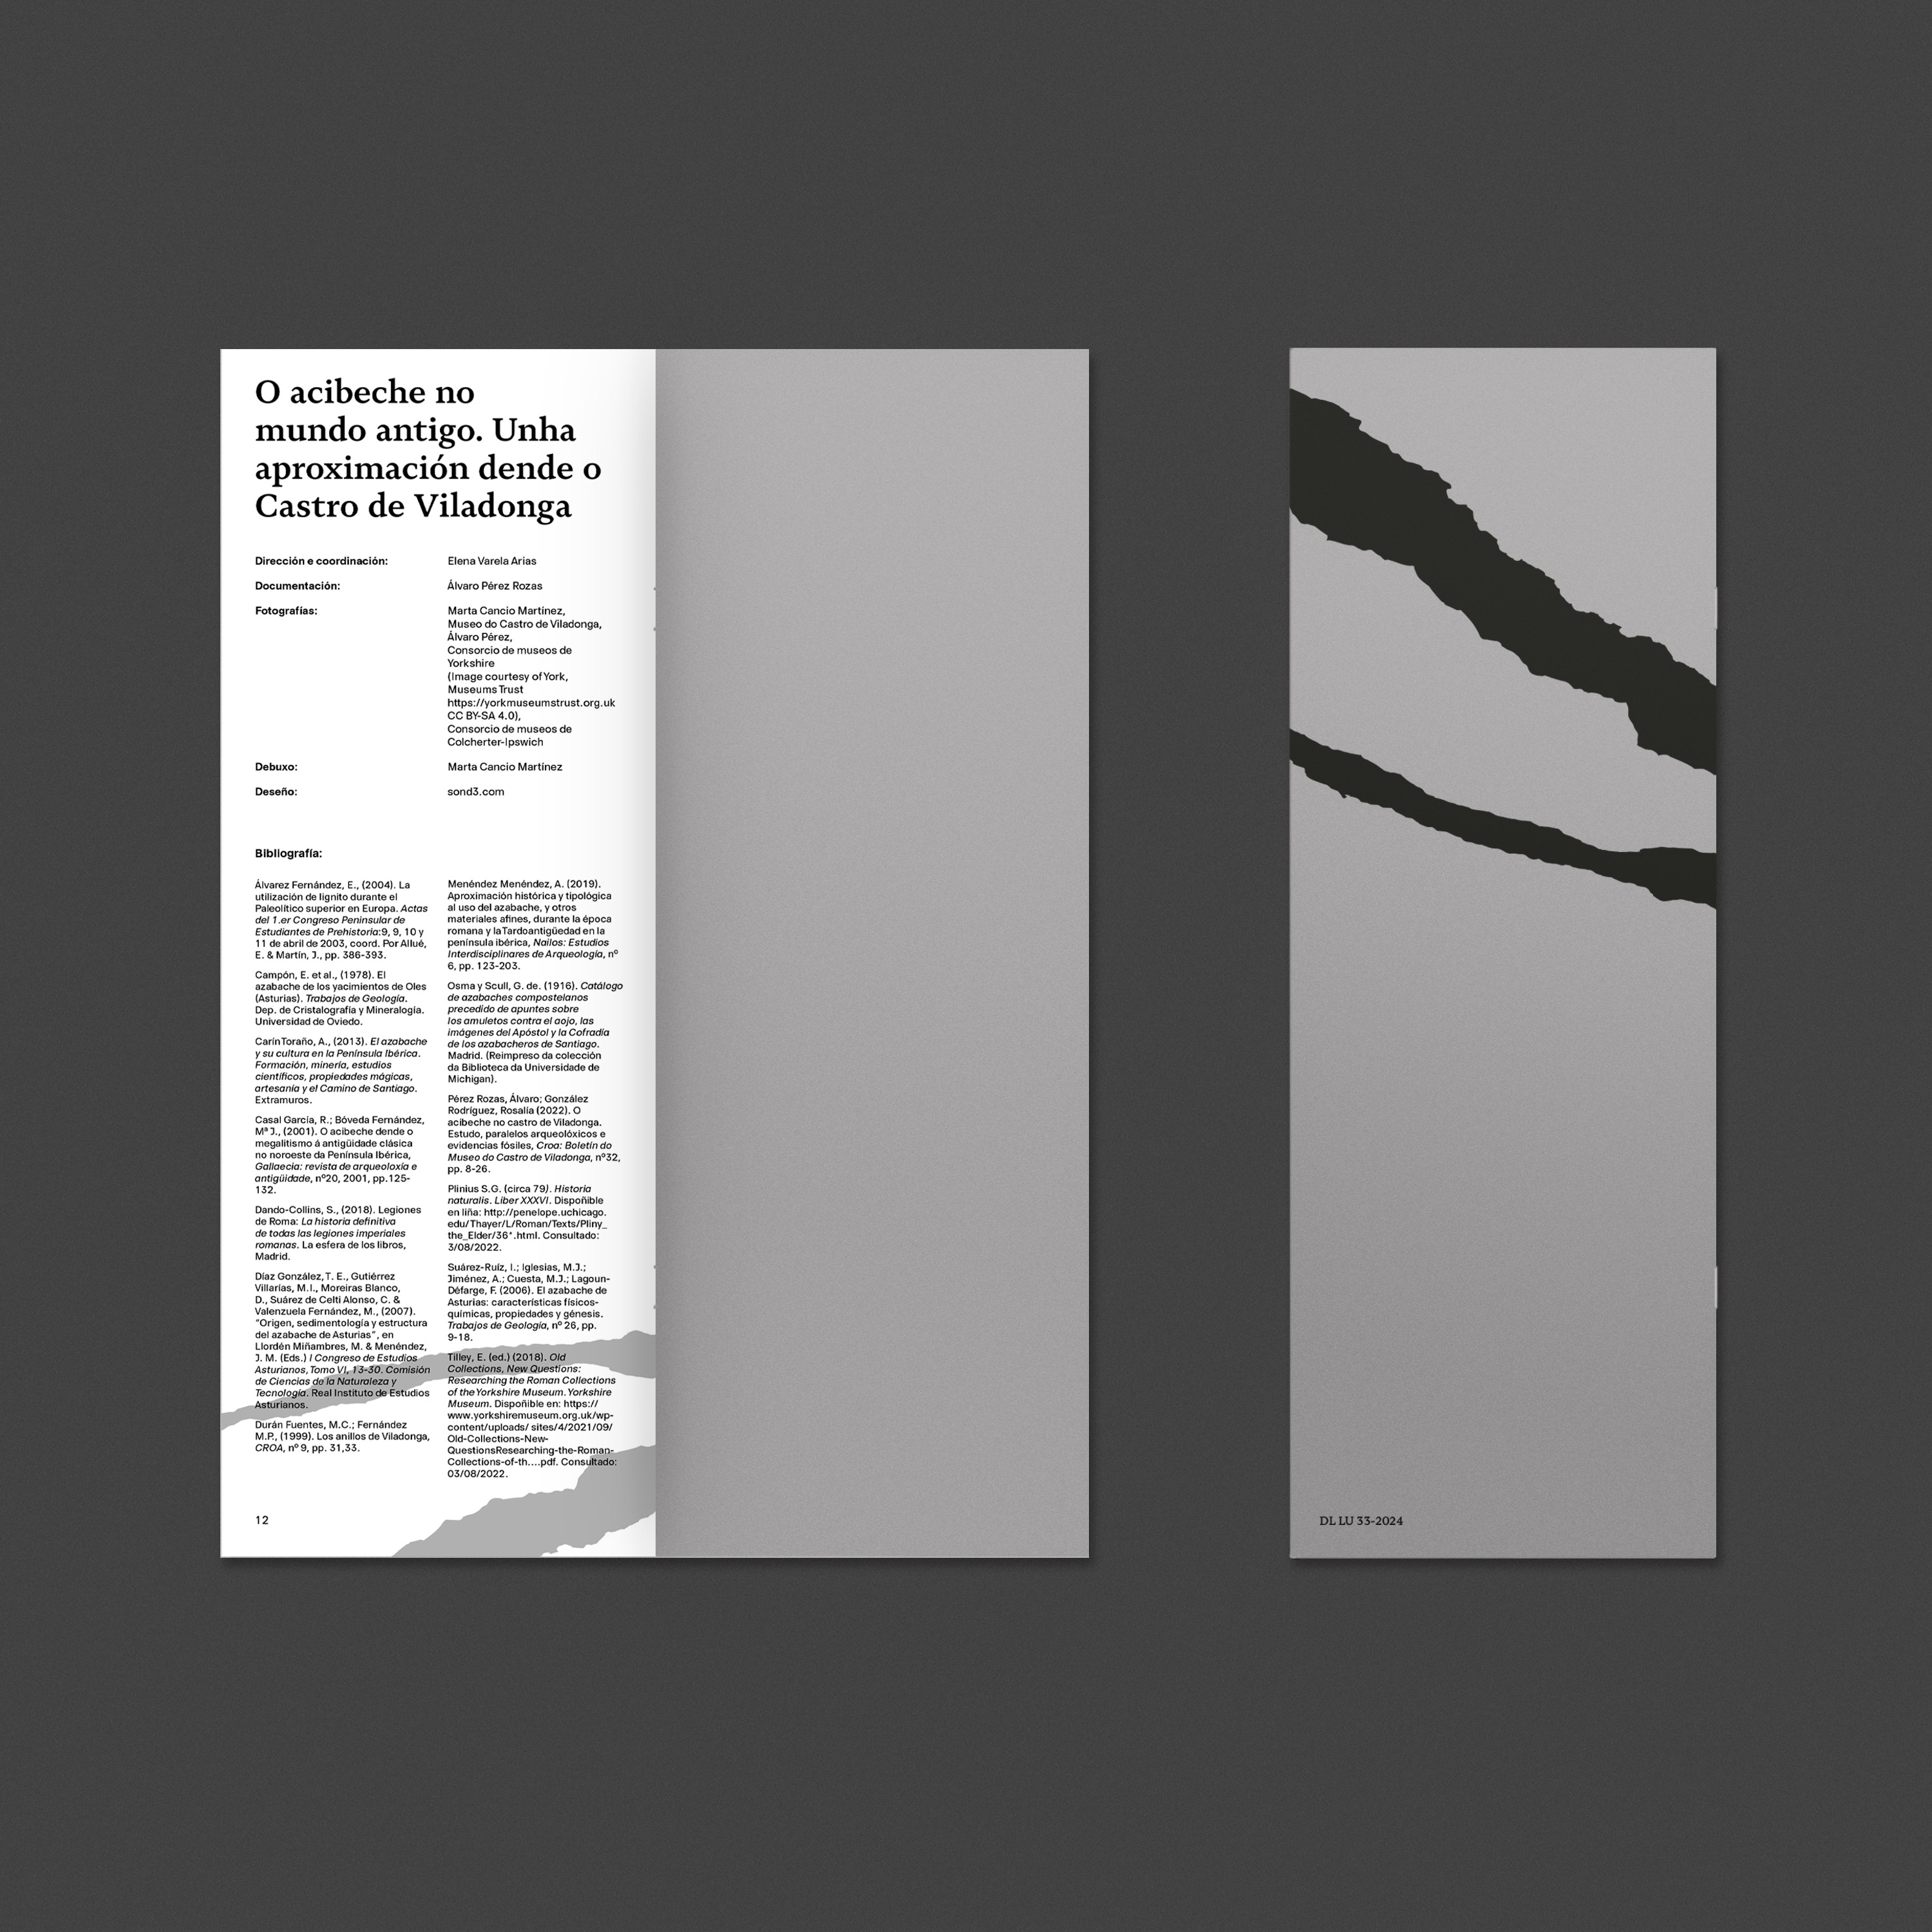 O acibeche no
mundo antigo. Unha
aproximación dende o
Castro de Viladonga
Dirección e coordinación: Elena Varela Arias
Documentación: Álvaro Pérez Rozas
Fotografías: Marta Cancio Martínez,
Museo do Castro de Viladonga,
Álvaro Pérez,
Consorcio de museos de
Yorkshire
(Image courtesy of York,
Museums Trust
https://yorkmuseumstrust.org.uk
CC BY-SA 4.0),
Consorcio de museos de
Colcherter-Ipswich
Debuxo: Marta Cancio Martínez
Deseño: sond3.com
Bibliografía:
Álvarez Fernández, E., (2004). La
utilización de lignito durante el
Paleolítico superior en Europa. Actas
del 1.er Congreso Peninsular de
Estudiantes de Prehistoria:9, 9, 10 y
11 de abril de 2003, coord. Por Allué,
E. & Martín, J., pp. 386-393.
Campón, E. et al., (1978). El
azabache de los yacimientos de Oles
(Asturias). Trabajos de Geología.
Dep. de Cristalografía y Mineralogía.
Universidad de Oviedo.
Carín Toraño, A., (2013). El azabache
y su cultura en la Península Ibérica.
Formación, minería, estudios
científicos, propiedades mágicas,
artesanía y el Camino de Santiago.
Extramuros.
Casal García, R.; Bóveda Fernández,
Mª J., (2001). O acibeche dende o
megalitismo á antigüidade clásica
no noroeste da Península Ibérica,
Gallaecia: revista de arqueoloxía e
antigüidade, nº20, 2001, pp.125-
132.
Dando-Collins, S., (2018). Legiones
de Roma: La historia definitiva
de todas las legiones imperiales
romanas. La esfera de los libros,
Madrid.
Díaz González, T. E., Gutiérrez
Villarías, M.I., Moreiras Blanco,
D., Suárez de Celti Alonso, C. &
Valenzuela Fernández, M., (2007).
"Origen, sedimentología y estructura
del azabache de Asturias", en
Llordén Miñambres, M. & Menéndez,
J. M. (Eds.) I Congreso de Estudios
Asturianos, Tomo VI, 13-30. Comisión
de Ciencias de la Naturaleza y
Tecnología. Real Instituto de Estudios
Asturianos.
Durán Fuentes, M.C.; Fernández
M.P., (1999). Los anillos de Viladonga,
CROA, nº 9, pp. 31,33.
Menéndez Menéndez, A. (2019).
Aproximación histórica y tipológica
al uso del azabache, y otros
materiales afines, durante la época
romana y la Tardoantigüedad en la
península ibérica, Nailos: Estudios
Interdisciplinares de Arqueología, nº
6, pp. 123-203.
Osma y Scull, G. de. (1916). Catálogo
de azabaches compostelanos
precedido de apuntes sobre
los amuletos contra el aojo, las
imágenes del Apóstol y la Cofradía
de los azabacheros de Santiago.
Madrid. (Reimpreso da colección
da Biblioteca da Universidade de
Michigan).
Pérez Rozas, Álvaro; González
Rodríguez, Rosalía (2022). O
acibeche no castro de Viladonga.
Estudo, paralelos arqueolóxicos e
evidencias fósiles, Croa: Boletín do
Museo do Castro de Viladonga, nº32,
pp. 8-26.
Plinius S.G. (circa 79). Historia
naturalis. Liber XXXVI. Dispoñible
en liña: http://penelope.uchicago.
edu/Thayer/L/Roman/Texts/Pliny_
the_Elder/36*.html. Consultado:
3/08/2022.
Suárez-Ruíz, I.; Iglesias, M.J.;
Jiménez, A.; Cuesta, M.J.; Lagoun-
Défarge, F. (2006). El azabache de
Asturias: características físicos-
químicas, propiedades y génesis.
Trabajos de Geología, nº 26, pp.
9-18.
Tilley, E. (ed.) (2018). Old
Collections, New Questions:
Researching the Roman Collections
of the Yorkshire Museum. Yorkshire
Museum. Dispoñible en: https://
www.yorkshiremuseum.org.uk/wp-
content/uploads/ sites/4/2021/09/
Old-Collections-New-
QuestionsResearching-the-Roman-
Collections-of-th....pdf. Consultado:
03/08/2022.
12
DL LU 33-2024